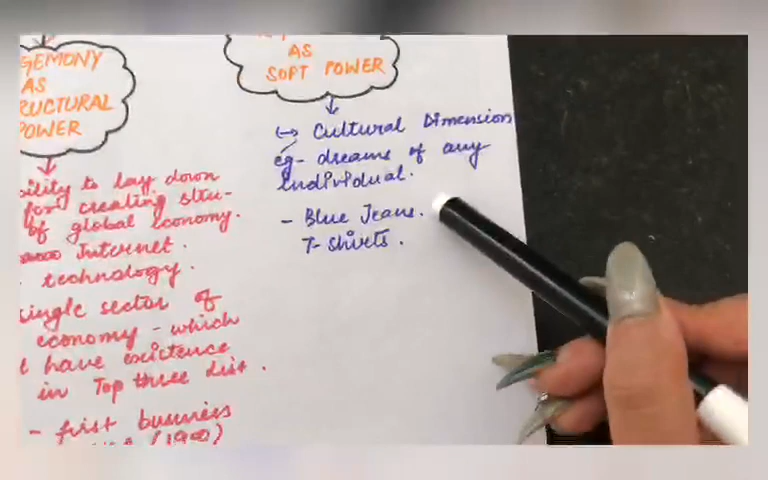 GEMONY
AS
RUCTURAL
POWER
ility to lay down
for creating stru-
of global economy.
Internet.
technology.
single sector of
economy - which
have existence
in Top three list.
- first business
(1900)
AS
SOFT POWER
↳ Cultural Dimension
eg- dreams of any
individual.
- Blue Jeans.
T-shirts.